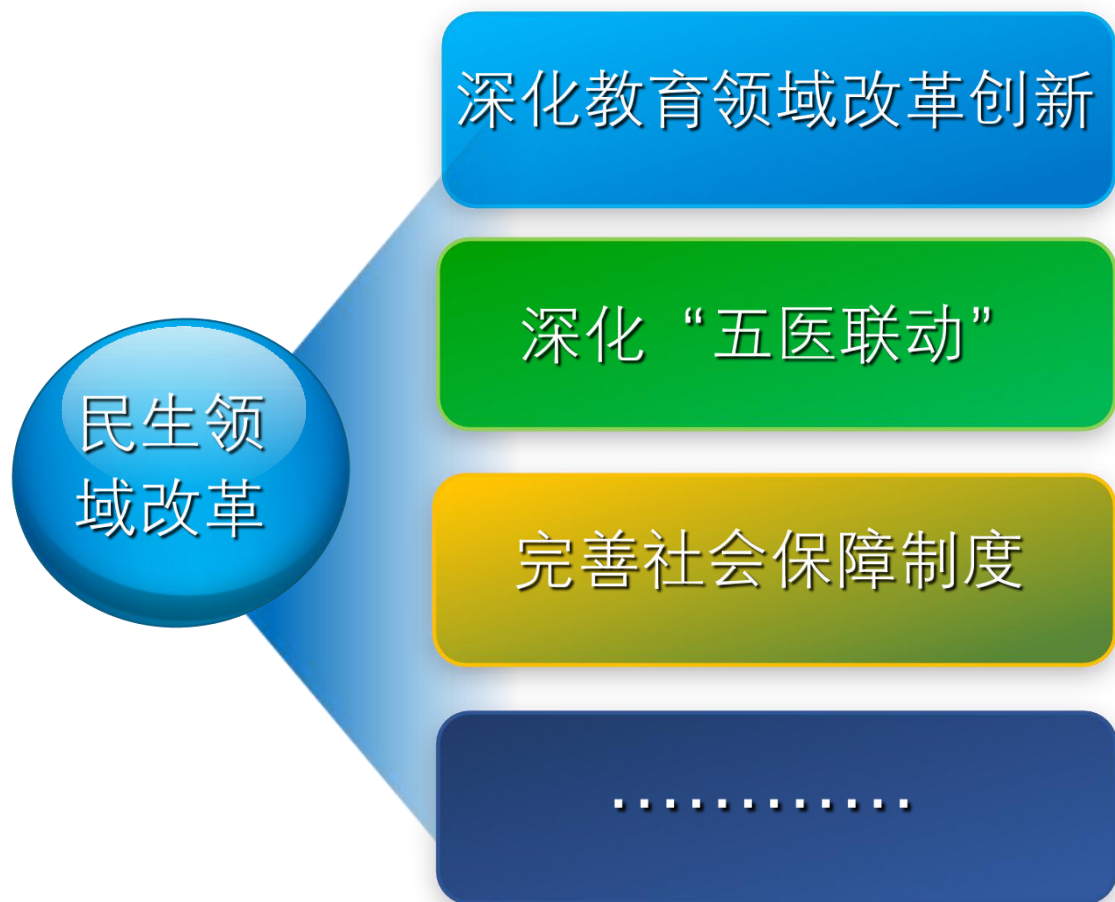 民生领
域改革
深化教育领域改革创新
深化“五医联动”
完善社会保障制度
............